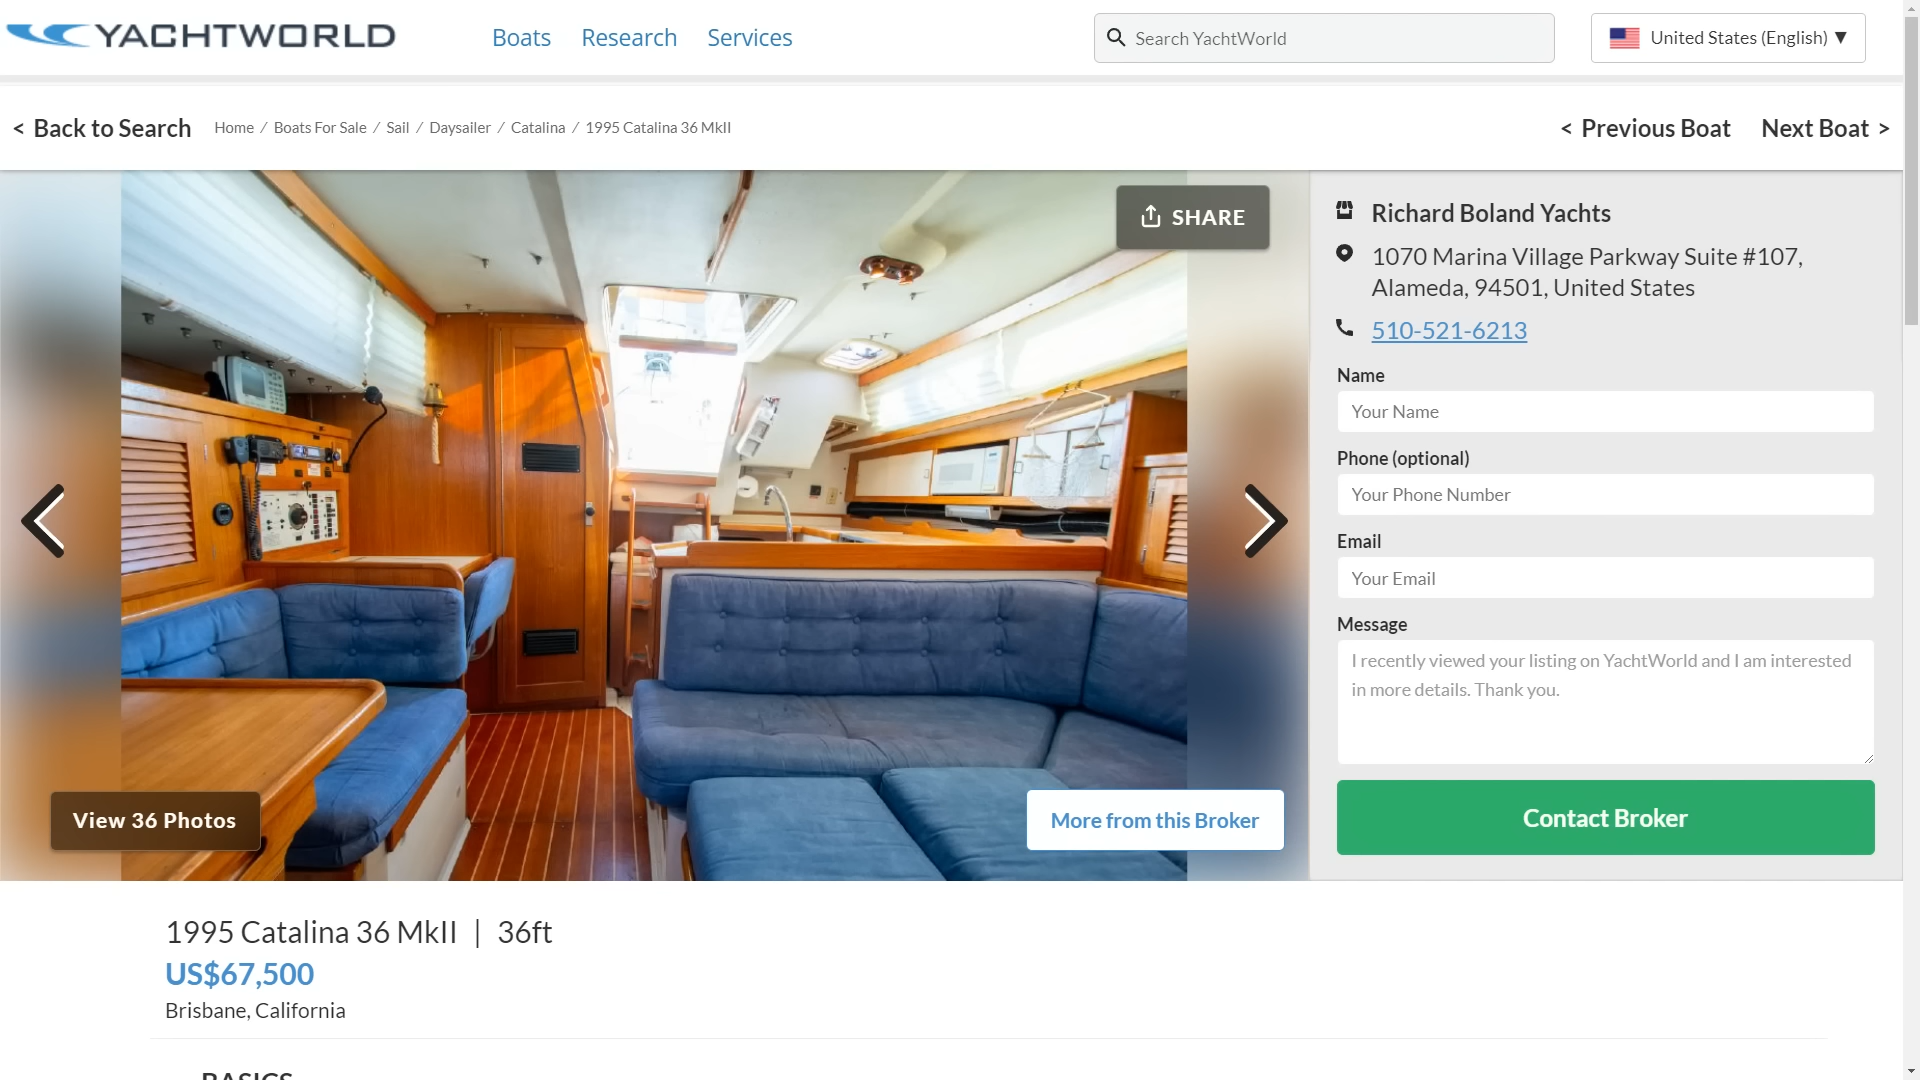 YACHTWORLD
Boats Research Services
Search YachtWorld
United States (English) ▼
< Back to Search
Home / Boats For Sale / Sail / Daysailer / Catalina / 1995 Catalina 36 MkII
< Previous Boat Next Boat >
SHARE
View 36 Photos
More from this Broker
Richard Boland Yachts
1070 Marina Village Parkway Suite #107,
Alameda, 94501, United States
510-521-6213
Name
Your Name
Phone (optional)
Your Phone Number
Email
Your Email
Message
I recently viewed your listing on YachtWorld and I am interested
in more details. Thank you.
Contact Broker
1995 Catalina 36 MkII | 36ft
US$67,500
Brisbane, California
BASICS